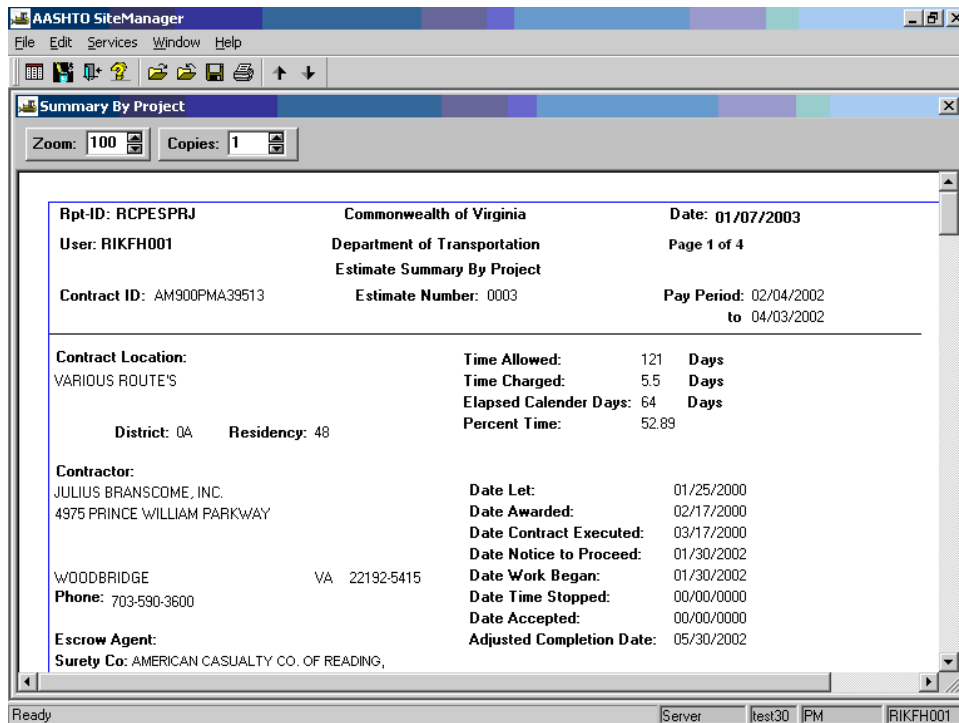 AASHTO SiteManager
File Edit Services Window Help
Summary By Project
Zoom: 100 Copies: 1
Rpt-ID: RCPESPRJ Commonwealth of Virginia Date: 01/07/2003
User: RIKFH001 Department of Transportation Page 1 of 4
Estimate Summary By Project
Contract ID: AM900PMA39513 Estimate Number: 0003 Pay Period: 02/04/2002
to 04/03/2002
Contract Location:
VARIOUS ROUTE'S
District: 0A Residency: 48
Time Allowed: 121 Days
Time Charged: 5.5 Days
Elapsed Calender Days: 64 Days
Percent Time: 52.89
Contractor:
JULIUS BRANSCOME, INC.
4975 PRINCE WILLIAM PARKWAY
WOODBRIDGE VA 22192-5415
Phone: 703-590-3600
Escrow Agent:
Surety Co: AMERICAN CASUALTY CO. OF READING,
Date Let: 01/25/2000
Date Awarded: 02/17/2000
Date Contract Executed: 03/17/2000
Date Notice to Proceed: 01/30/2002
Date Work Began: 01/30/2002
Date Time Stopped: 00/00/0000
Date Accepted: 00/00/0000
Adjusted Completion Date: 05/30/2002
Ready Server test30 PM RIKFH001